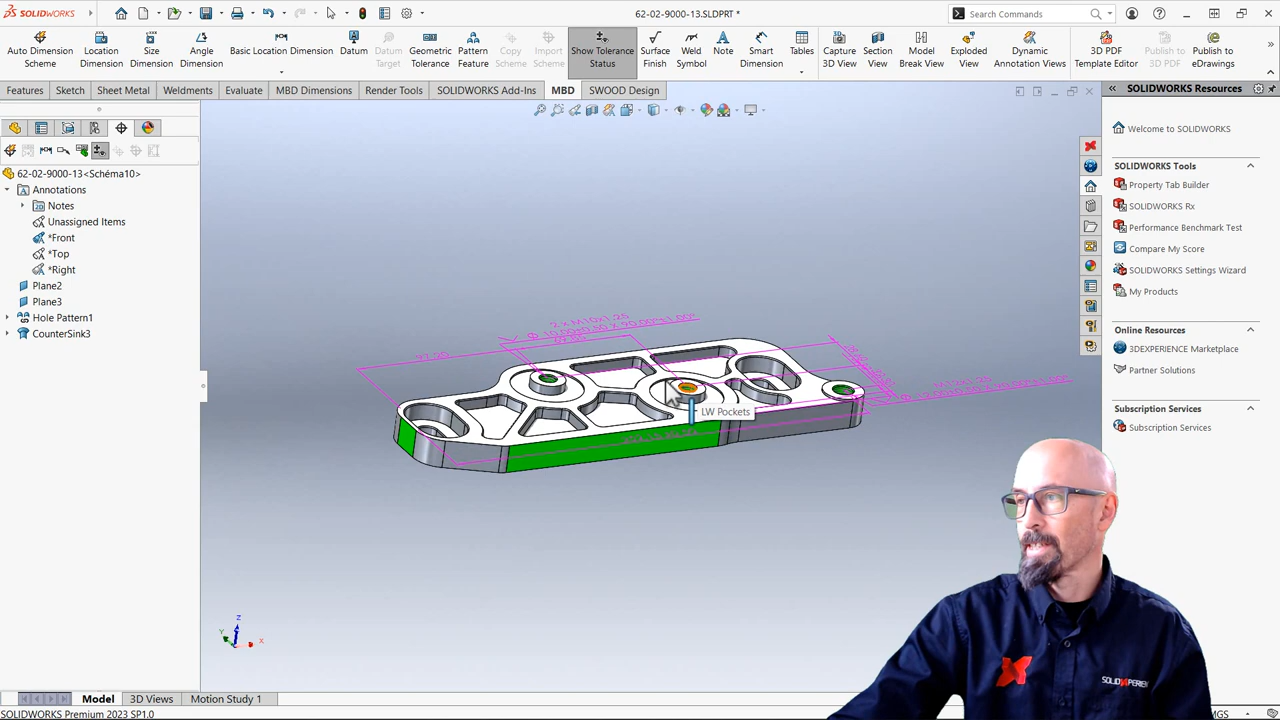 SOLIDWORKS
62-02-9000-13.SLDPRT *
Search Commands
Auto Dimension Scheme
Location Dimension
Size Dimension
Angle Dimension
Basic Location Dimension
Datum
Datum Target
Geometric Tolerance
Pattern Feature
Copy Scheme
Import Scheme
Show Tolerance Status
Surface Finish
Weld Symbol
Note
Smart Dimension
Tables
Capture 3D View
Section View
Model Break View
Exploded View
Dynamic Annotation Views
3D PDF Template Editor
Publish to 3D PDF
Publish to eDrawings
Features
Sketch
Sheet Metal
Weldments
Evaluate
MBD Dimensions
Render Tools
SOLIDWORKS Add-Ins
MBD
SWOOD Design
SOLIDWORKS Resources
62-02-9000-13<Schéma10>
Annotations
Notes
Unassigned Items
*Front
*Top
*Right
Plane2
Plane3
Hole Pattern1
CounterSink3
LW Pockets
Welcome to SOLIDWORKS
SOLIDWORKS Tools
Property Tab Builder
SOLIDWORKS Rx
Performance Benchmark Test
Compare My Score
SOLIDWORKS Settings Wizard
My Products
Online Resources
3DEXPERIENCE Marketplace
Partner Solutions
Subscription Services
Subscription Services
Z
Y
X
Model
3D Views
Motion Study 1
SOLIDWORKS Premium 2023 SP1.0
MGS